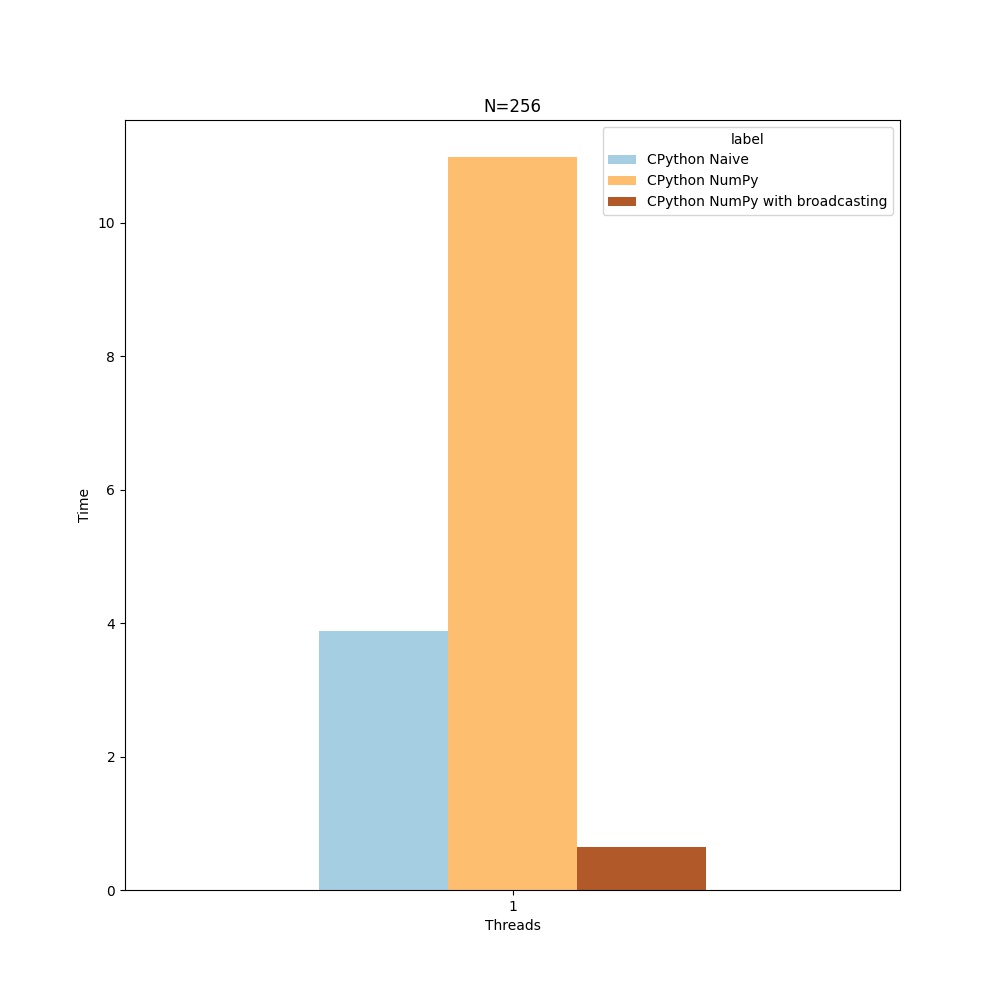 N=256
label
CPython Naive
CPython NumPy
CPython NumPy with broadcasting
10
8
6
4
2
0
Time
1
Threads